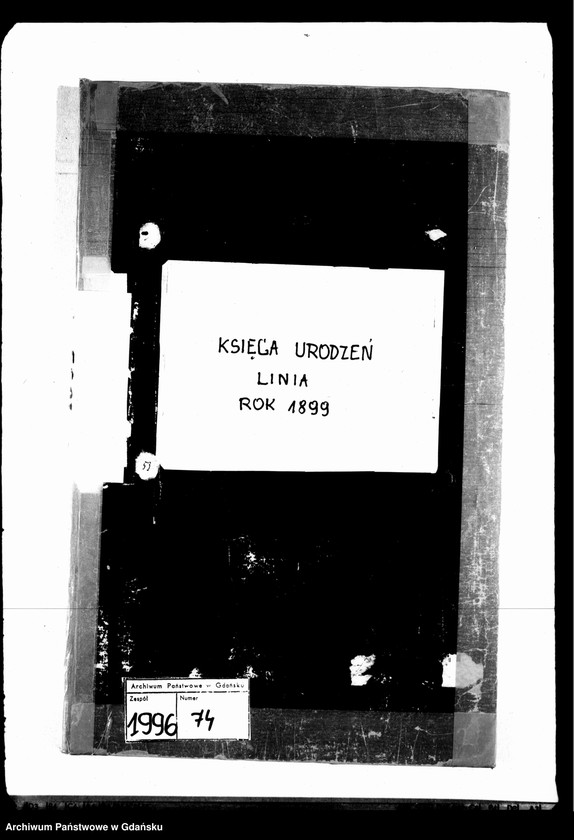 KSIĘGA URODZEŃ
LINIA
ROK 1899
Archiwum Państwowe w Gdańsku
Zespół Numer
1996 74
Archiwum Państwowe w Gdańsku